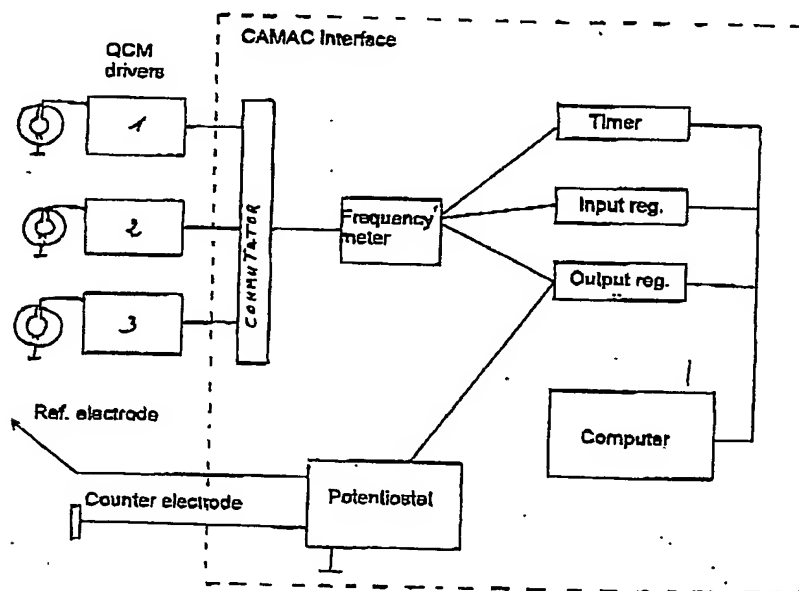 CAMAC Interface
QCM
drivers
1
2
3
COMMUTATOR
Frequency
meter
Timer
Input reg.
Output reg.
Computer
Ref. electrode
Counter electrode
Potentiostat